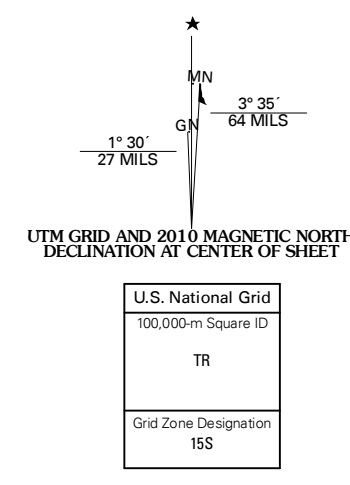 MN
3° 35´
64 MILS
GN
1° 30´
27 MILS
UTM GRID AND 2010 MAGNETIC NORTH
DECLINATION AT CENTER OF SHEET
U.S. National Grid
100,000-m Square ID
TR
Grid Zone Designation
15S